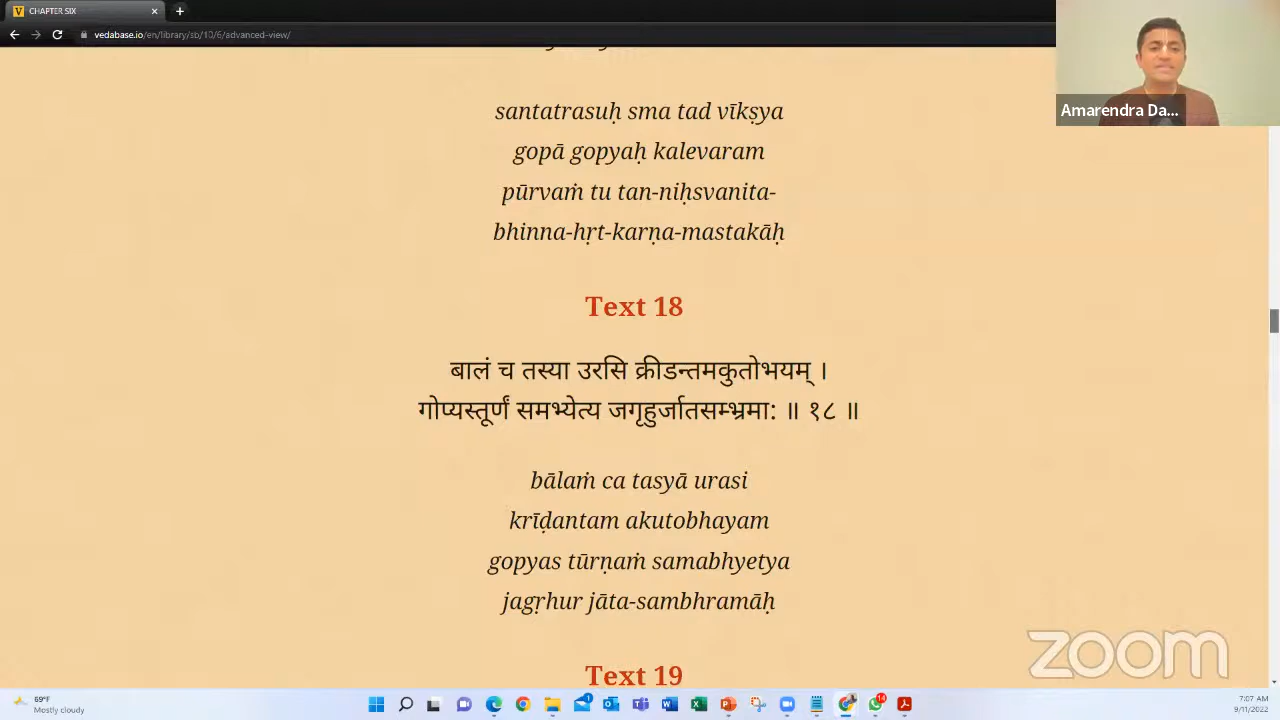 CHAPTER SIX
vedabase.io/en/library/sb/10/6/advanced-view/
Amarendra Da...
santatrasuḥ sma tad vīkṣya
gopā gopyaḥ kalevaram
pūrvaṁ tu tan-niḥsvanita-
bhinna-hṛt-karṇa-mastakāḥ
Text 18
बालं च तस्या उरसि क्रीडन्तमकुतोभयम् ।
गोप्यस्तूर्णं समभ्येत्य जगृहुर्जातसम्भ्रमा: ॥ १८ ॥
bālaṁ ca tasyā urasi
krīḍantam akutobhayam
gopyas tūrṇaṁ samabhyetya
jagṛhur jāta-sambhramāḥ
Text 19
zoom
69°F
Mostly cloudy
14
7:07 AM
9/11/2022